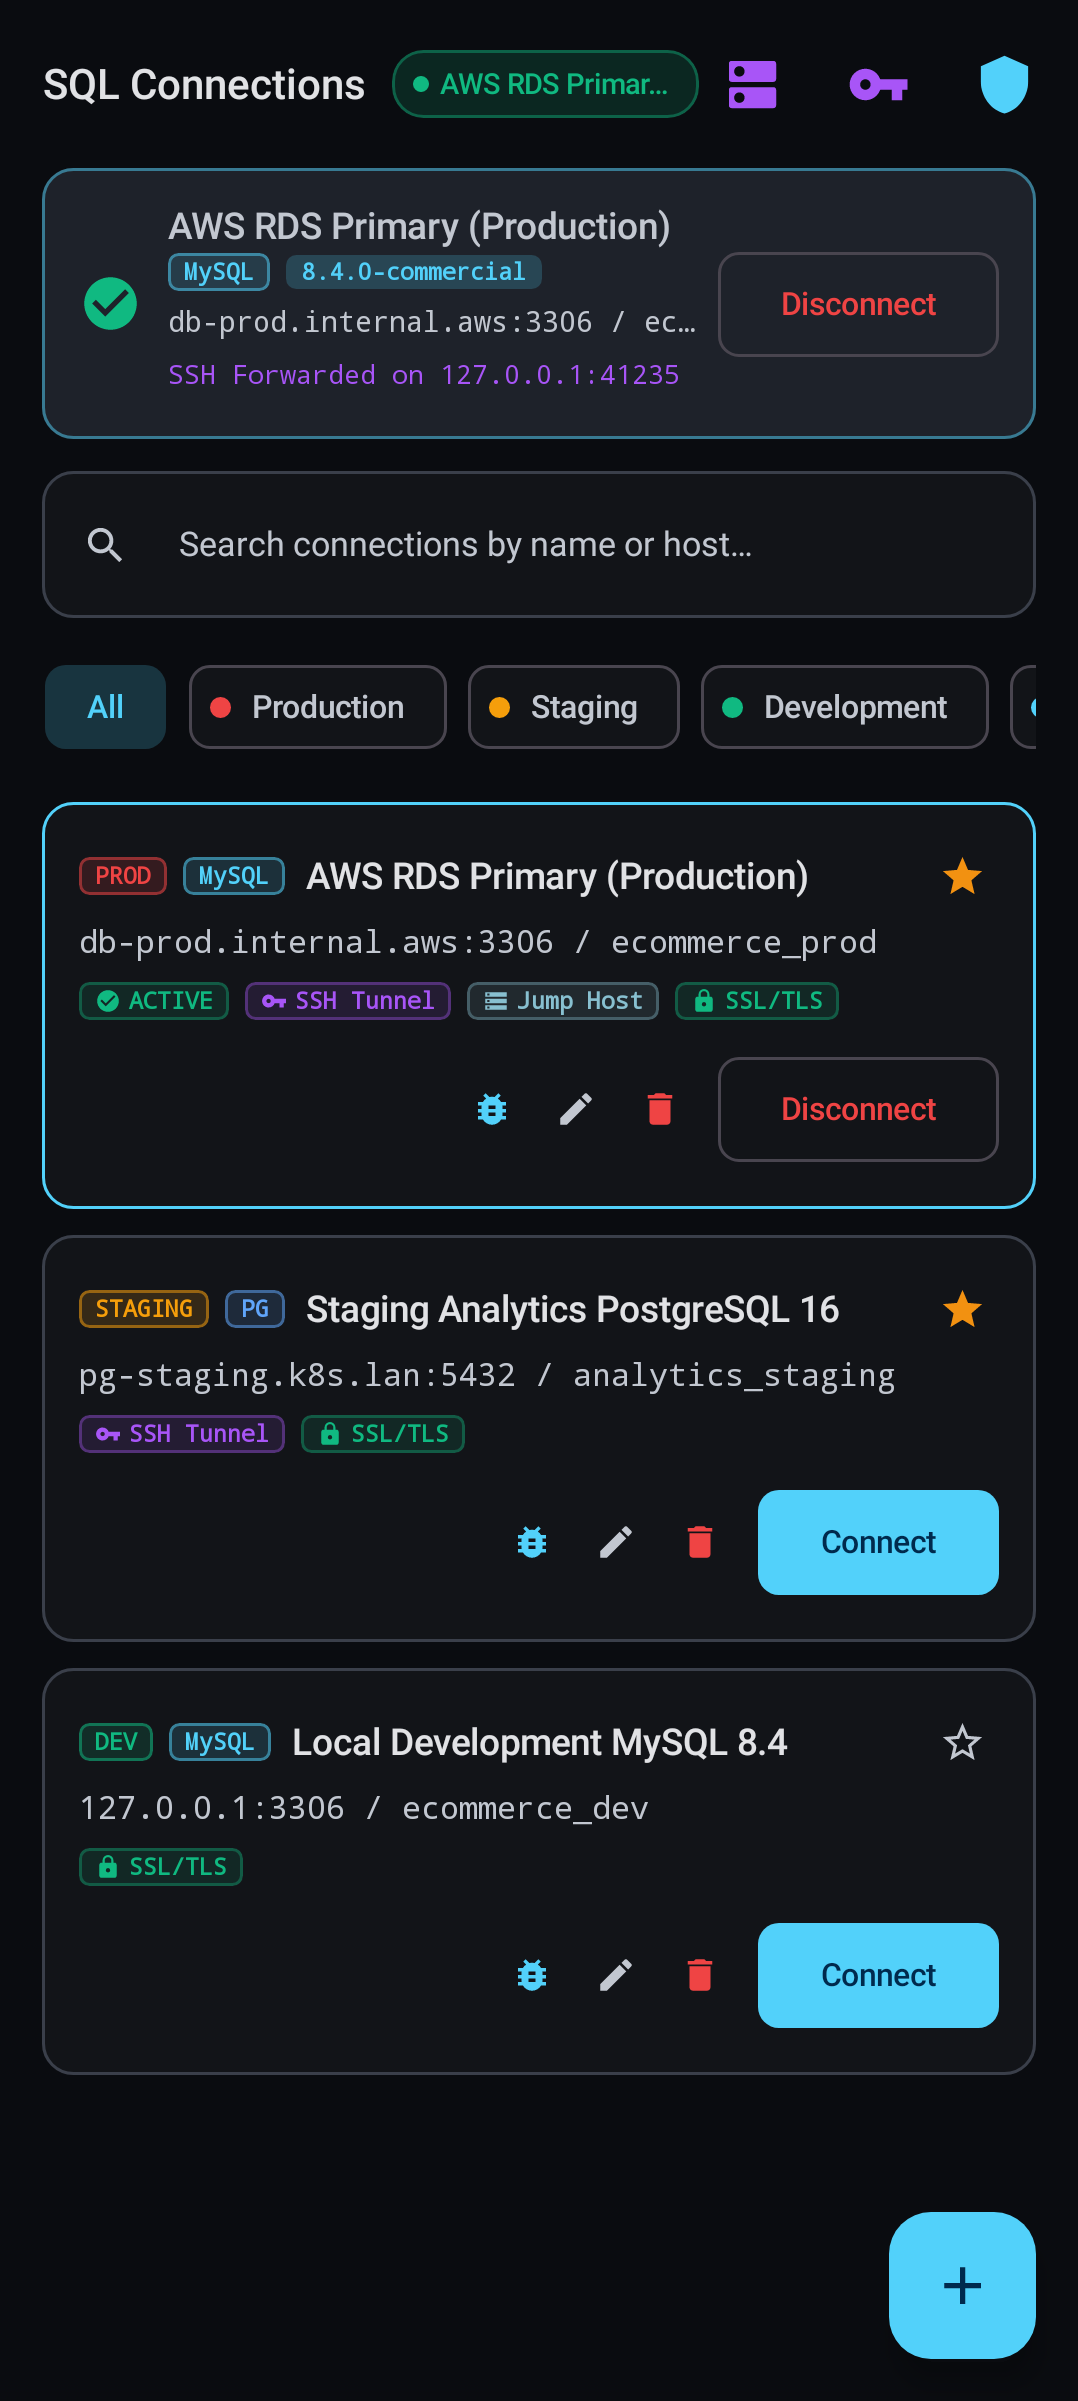 SQL Connections
AWS RDS Primar...
AWS RDS Primary (Production)
MySQL 8.4.0-commercial
db-prod.internal.aws:3306 / ec...
SSH Forwarded on 127.0.0.1:41235
Disconnect
Search connections by name or host...
All Production Staging Development
PROD MySQL AWS RDS Primary (Production)
db-prod.internal.aws:3306 / ecommerce_prod
ACTIVE SSH Tunnel Jump Host SSL/TLS
Disconnect
STAGING PG Staging Analytics PostgreSQL 16
pg-staging.k8s.lan:5432 / analytics_staging
SSH Tunnel SSL/TLS
Connect
DEV MySQL Local Development MySQL 8.4
127.0.0.1:3306 / ecommerce_dev
SSL/TLS
Connect